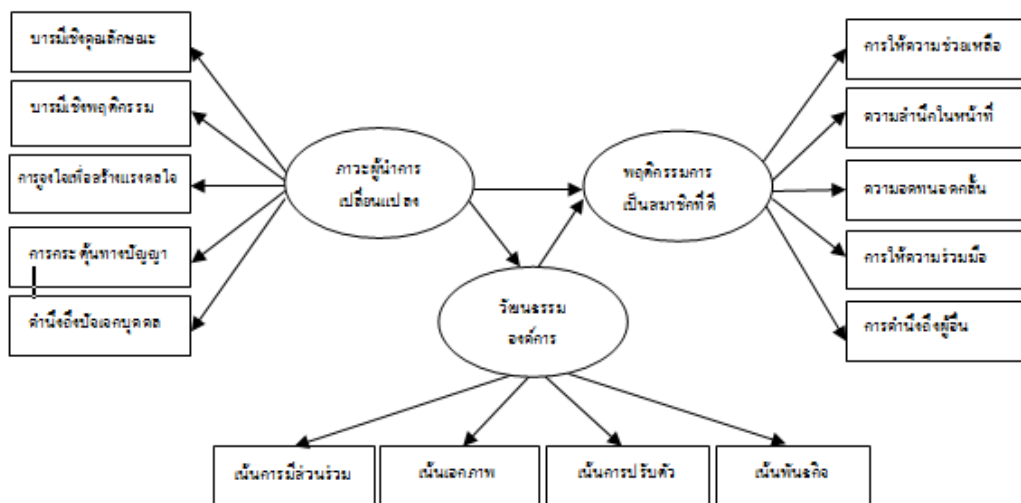 บารมีเชิงคุณลักษณะ
บารมีเชิงพฤติกรรม
การจูงใจเพื่อสร้างแรงดลใจ
การกระตุ้นทางปัญญา
คำนึงถึงปัจเจกบุคคล
ภาวะผู้นำการ
เปลี่ยนแปลง
พฤติกรรมการ
เป็นสมาชิกที่ดี
วัฒนธรรม
องค์การ
การให้ความช่วยเหลือ
ความสำนึกในหน้าที่
ความอดทนอดกลั้น
การให้ความร่วมมือ
การคำนึงถึงผู้อื่น
เน้นการมีส่วนร่วม
เน้นเอกภาพ
เน้นการปรับตัว
เน้นพันธกิจ